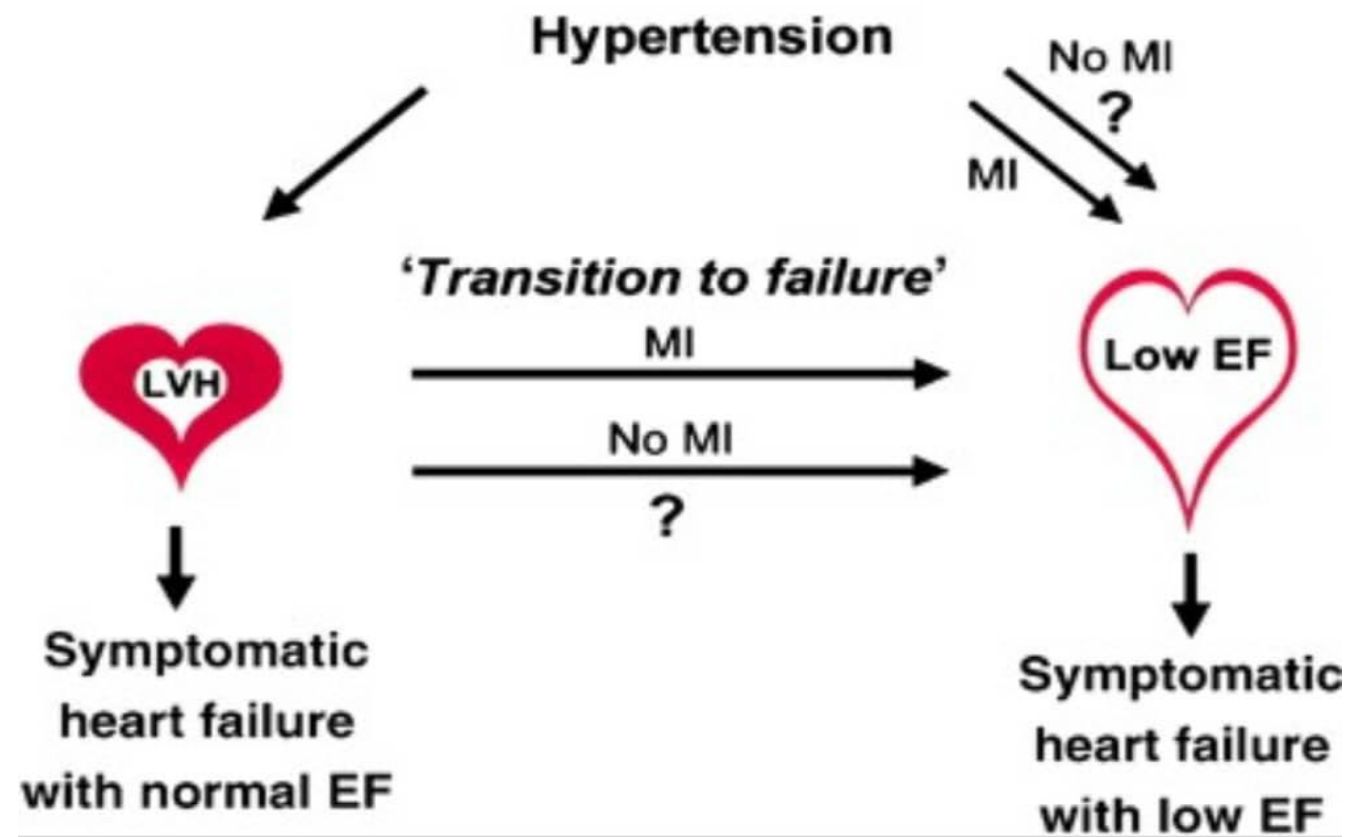 Hypertension
No MI
?
MI
‘Transition to failure’
MI
LVH
Low EF
No MI
?
Symptomatic
heart failure
with normal EF
Symptomatic
heart failure
with low EF